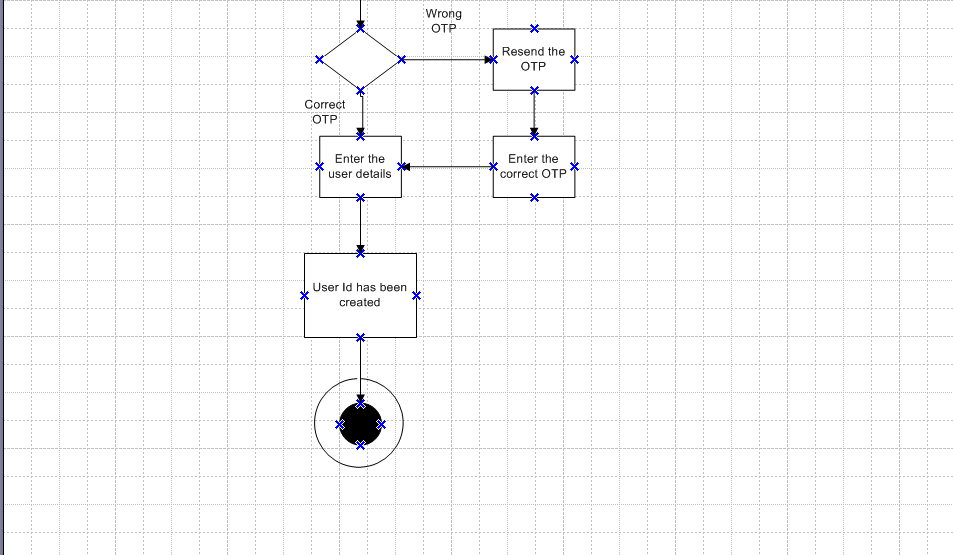 Wrong
OTP
Resend the
OTP
Correct
OTP
Enter the
user details
Enter the
correct OTP
User Id has been
created